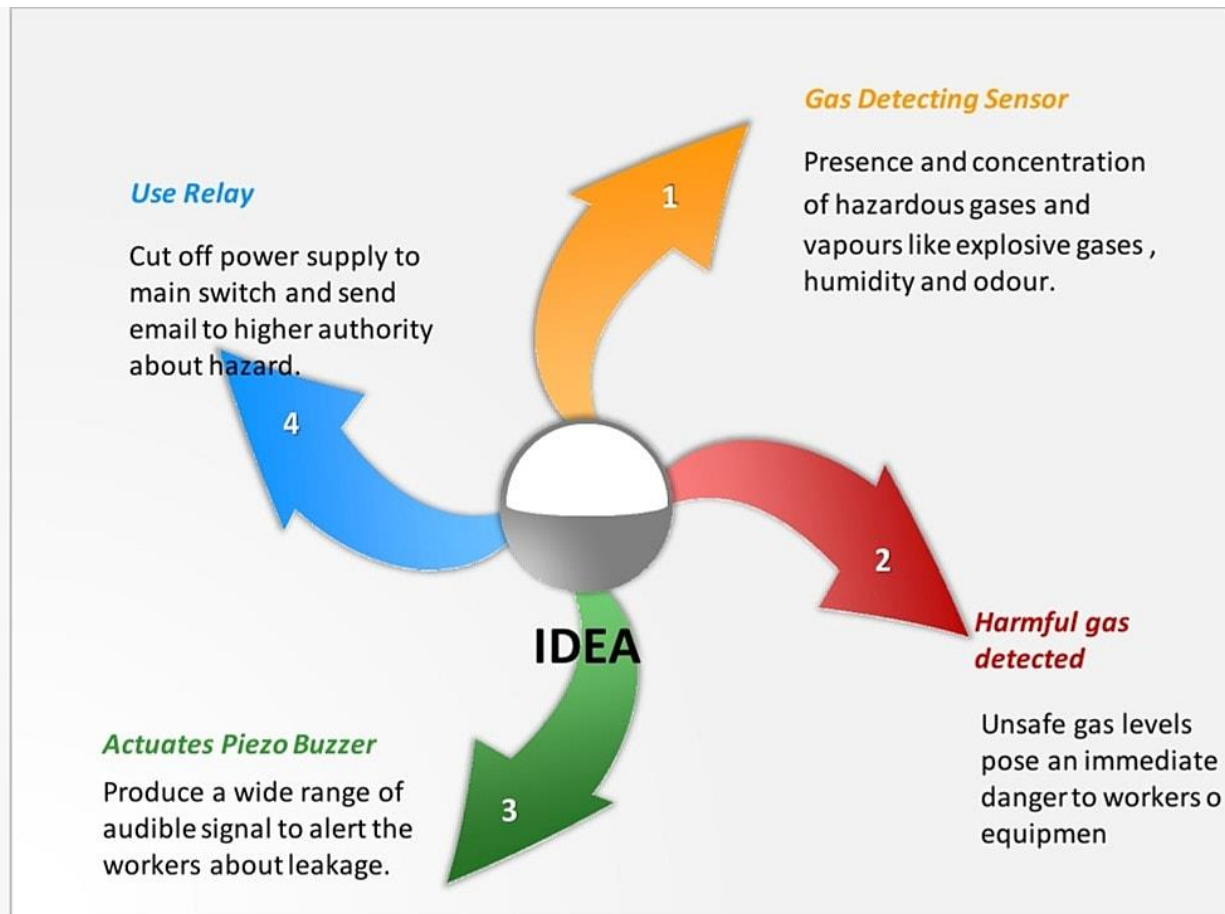 Gas Detecting Sensor
Presence and concentration
of hazardous gases and
vapours like explosive gases ,
humidity and odour.
1
2
Harmful gas
detected
Unsafe gas levels
pose an immediate
danger to workers o
equipmen
IDEA
3
Actuates Piezo Buzzer
Produce a wide range of
audible signal to alert the
workers about leakage.
4
Use Relay
Cut off power supply to
main switch and send
email to higher authority
about hazard.